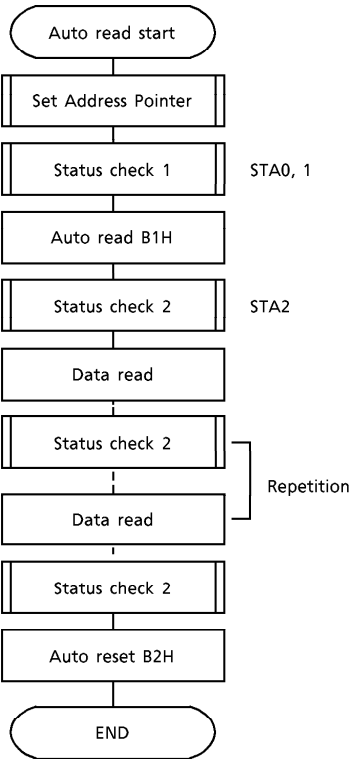 Auto read start
Set Address Pointer
Status check 1
STA0, 1
Auto read B1H
Status check 2
STA2
Data read
Status check 2
Repetition
Data read
Status check 2
Auto reset B2H
END